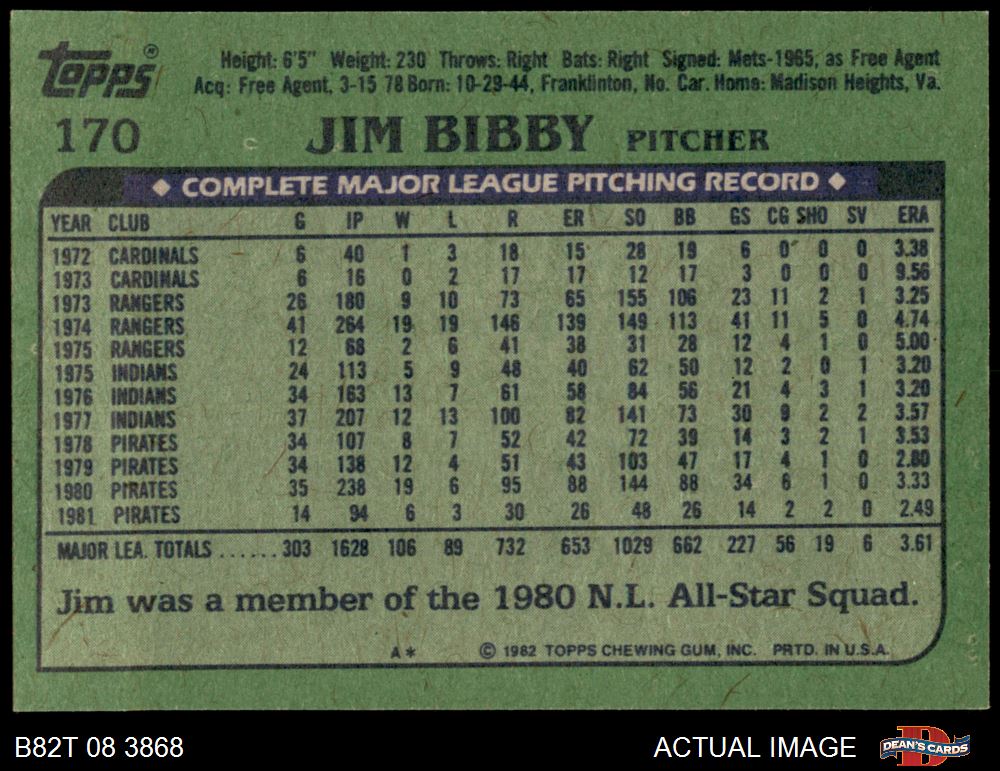 Topps®
Height: 6'5" Weight: 230 Throws: Right Bats: Right Signed: Mets-1965, as Free Agent
Acq: Free Agent, 3-15 78 Born: 10-29-44, Franklinton, No. Car. Home: Madison Heights, Va.
170 JIM BIBBY PITCHER
◆ COMPLETE MAJOR LEAGUE PITCHING RECORD ◆
YEAR CLUB G IP W L R ER SO BB GS CG SHO SV ERA
1972 CARDINALS 6 40 1 3 18 15 28 19 6 0 0 0 3.38
1973 CARDINALS 6 16 0 2 17 17 12 17 3 0 0 0 9.56
1973 RANGERS 26 180 9 10 73 65 155 106 23 11 2 1 3.25
1974 RANGERS 41 264 19 19 146 139 149 113 41 11 5 0 4.74
1975 RANGERS 12 68 2 6 41 38 31 28 12 4 1 0 5.00
1975 INDIANS 24 113 5 9 48 40 62 50 12 2 0 1 3.20
1976 INDIANS 34 163 13 7 61 58 84 56 21 4 3 1 3.20
1977 INDIANS 37 207 12 13 100 82 141 73 30 9 2 2 3.57
1978 PIRATES 34 107 8 7 52 42 72 39 14 3 2 1 3.53
1979 PIRATES 34 138 12 4 51 43 103 47 17 4 1 0 2.80
1980 PIRATES 35 238 19 6 95 88 144 88 34 6 1 0 3.33
1981 PIRATES 14 94 6 3 30 26 48 26 14 2 2 0 2.49
MAJOR LEA. TOTALS ...... 303 1628 106 89 732 653 1029 662 227 56 19 6 3.61
Jim was a member of the 1980 N.L. All-Star Squad.
A* © 1982 TOPPS CHEWING GUM, INC. PRTD. IN U.S.A.
B82T 08 3868 ACTUAL IMAGE DEAN'S CARDS